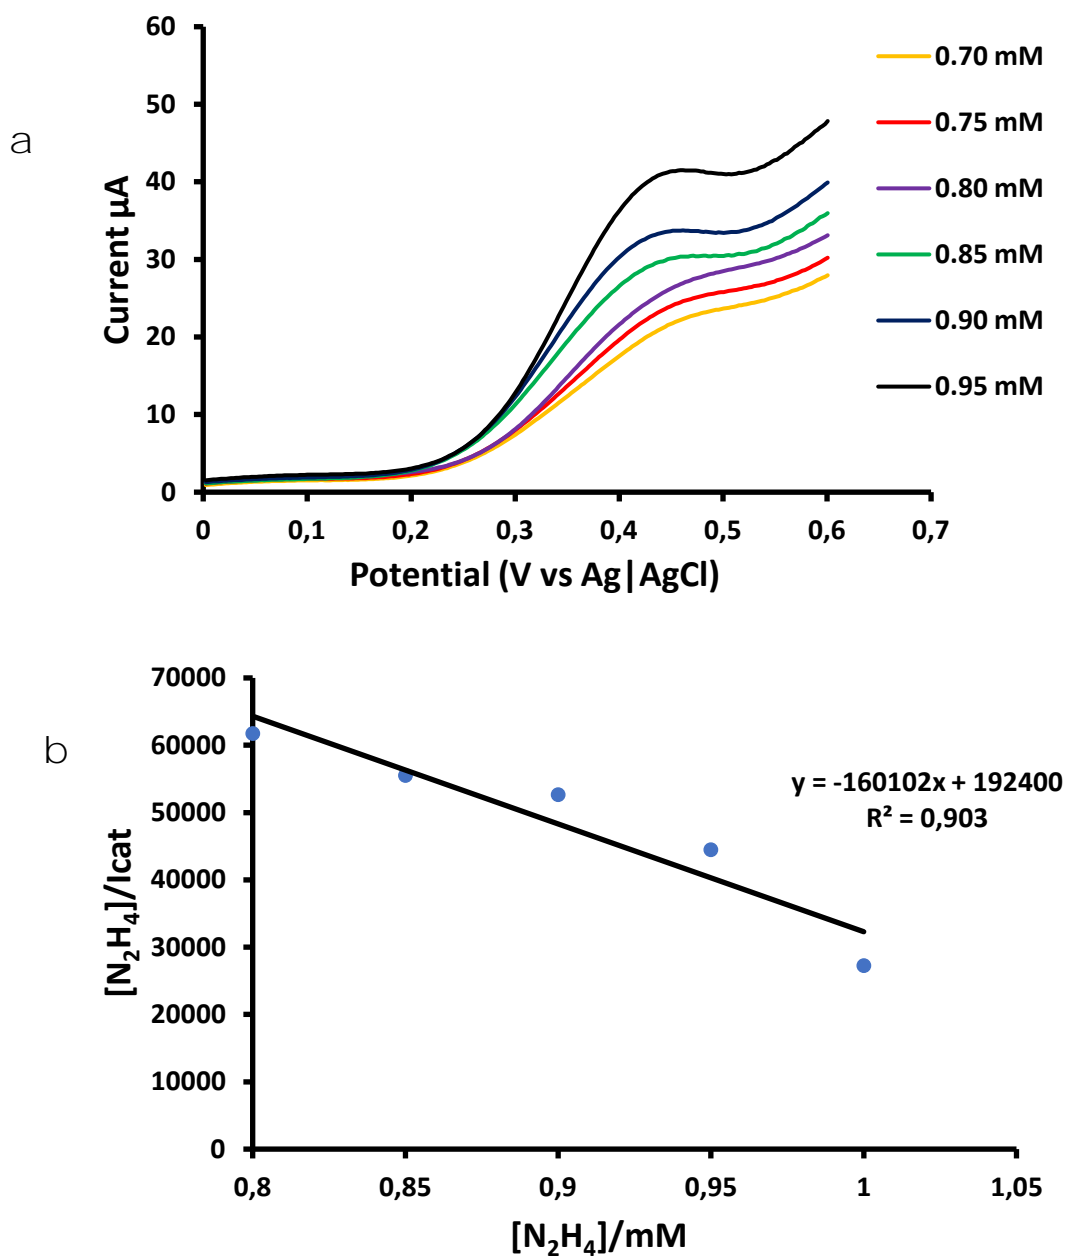 a
60
50
40
30
20
10
0
Current µA
0
0,1
0,2
0,3
0,4
0,5
0,6
0,7
Potential (V vs Ag|AgCl)
0.70 mM
0.75 mM
0.80 mM
0.85 mM
0.90 mM
0.95 mM
b
70000
60000
50000
40000
30000
20000
10000
0
[N₂H₄]/Icat
y = -160102x + 192400
R² = 0,903
0,8
0,85
0,9
0,95
1
1,05
[N₂H₄]/mM